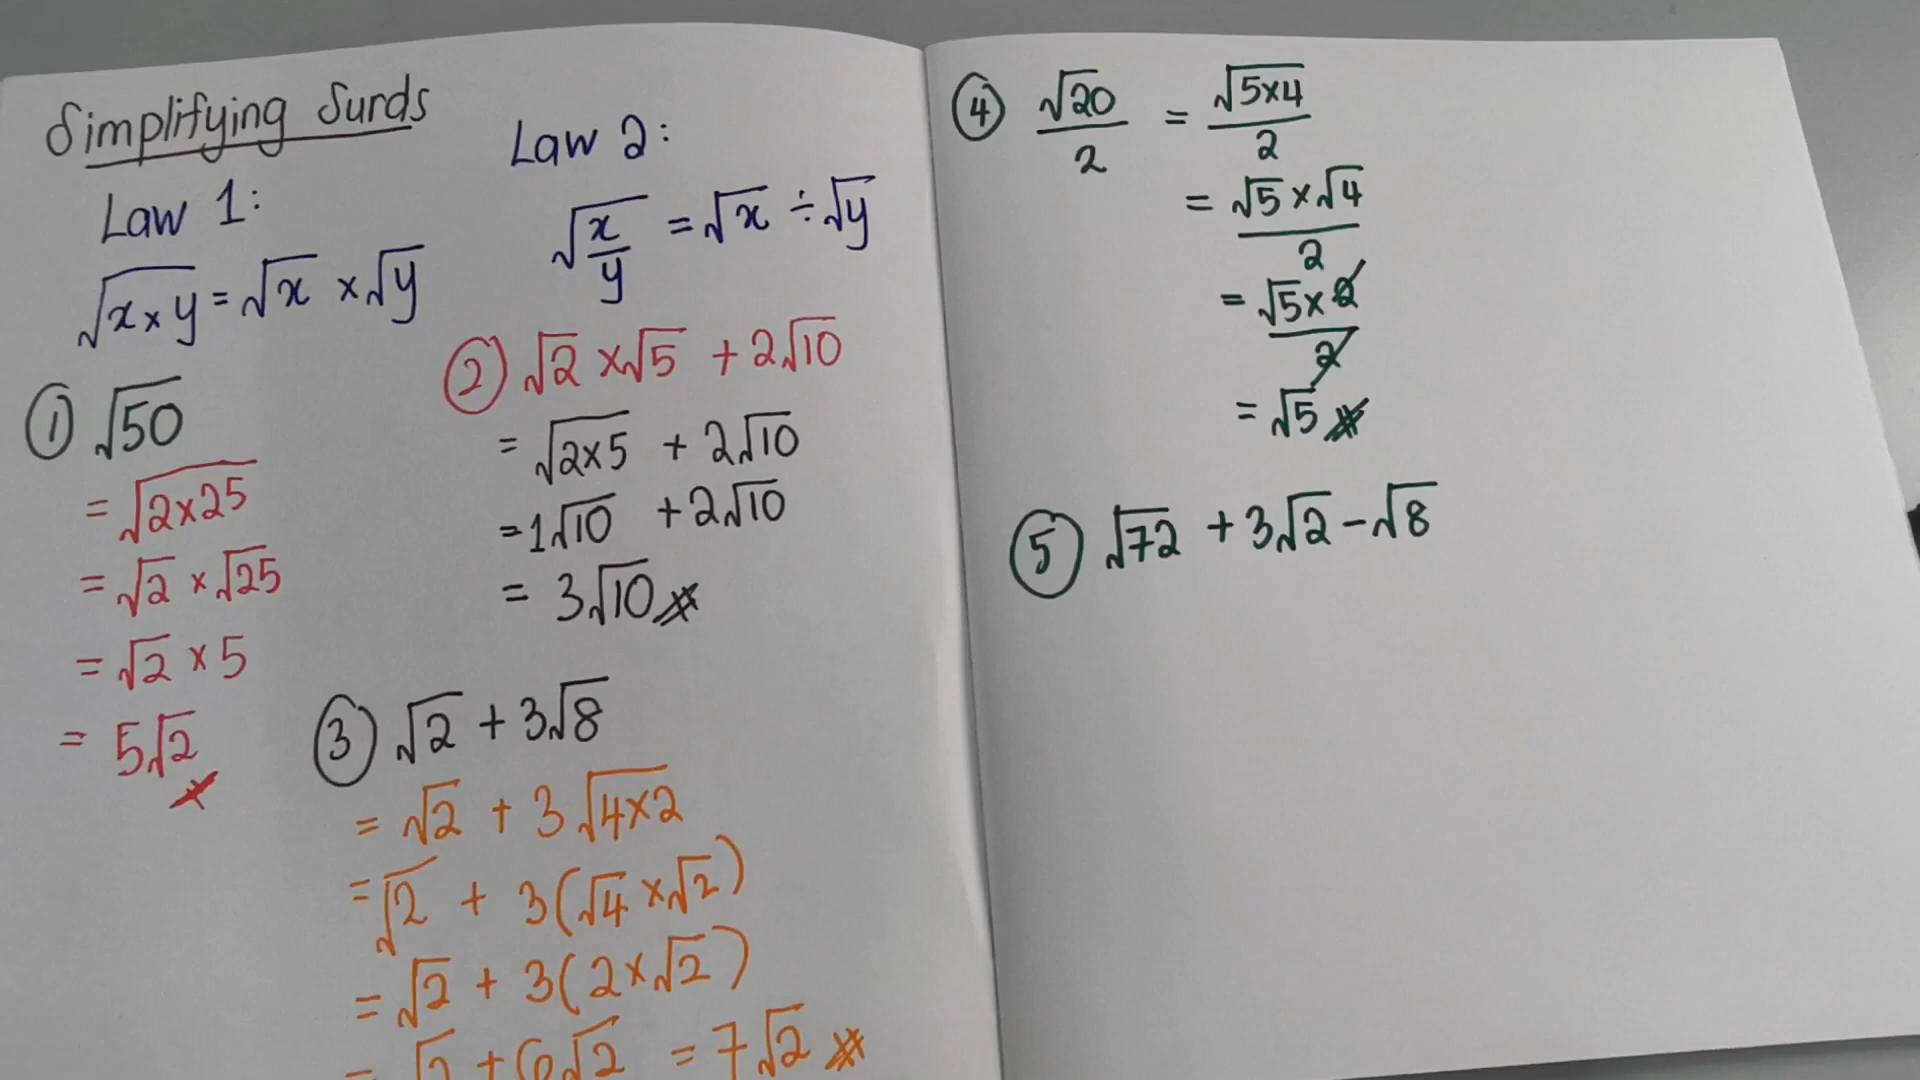 Simplifying Surds
Law 1:
√(x × y) = √x × √y
Law 2:
√(x/y) = √x ÷ √y
① √50
= √(2×25)
= √2 × √25
= √2 × 5
= 5√2
② √2 × √5 + 2√10
= √(2×5) + 2√10
= 1√10 + 2√10
= 3√10
③ √2 + 3√8
= √2 + 3√(4×2)
= √2 + 3(√4 × √2)
= √2 + 3(2×√2)
= √2 + 6√2 = 7√2
④ √20/2 = √(5×4)/2
= (√5 × √4)/2
= (√5 × 2)/2
= √5
⑤ √72 + 3√2 - √8